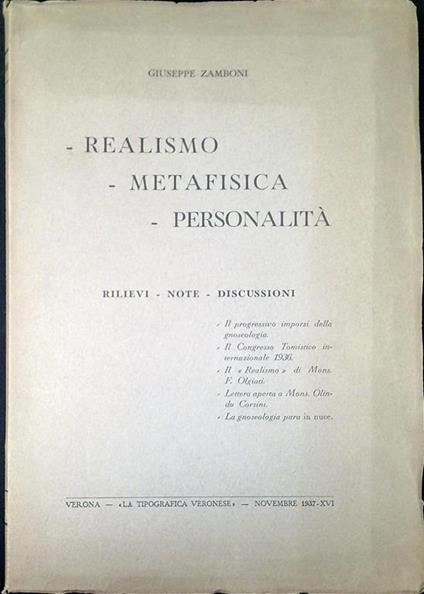 GIUSEPPE ZAMBONI
- REALISMO
- METAFISICA
- PERSONALITÀ
RILIEVI - NOTE - DISCUSSIONI
- Il progressivo imporsi della
gnoseologia.
- Il Congresso Tomistico in-
ternazionale 1936.
- Il «Realismo» di Mons.
F. Olgiati.
- Lettera aperta a Mons. Olin-
do Corsini.
- La gnoseologia pura in nuce.
VERONA — «LA TIPOGRAFICA VERONESE» — NOVEMBRE 1937-XVI